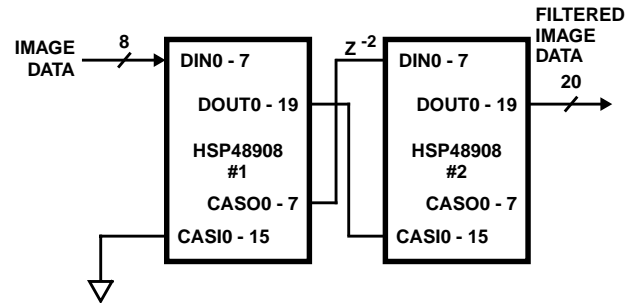 IMAGE
DATA
8
DIN0 - 7
DOUT0 - 19
HSP48908
#1
CASO0 - 7
CASI0 - 15
Z -2
DIN0 - 7
DOUT0 - 19
HSP48908
#2
CASO0 - 7
CASI0 - 15
FILTERED
IMAGE
DATA
20